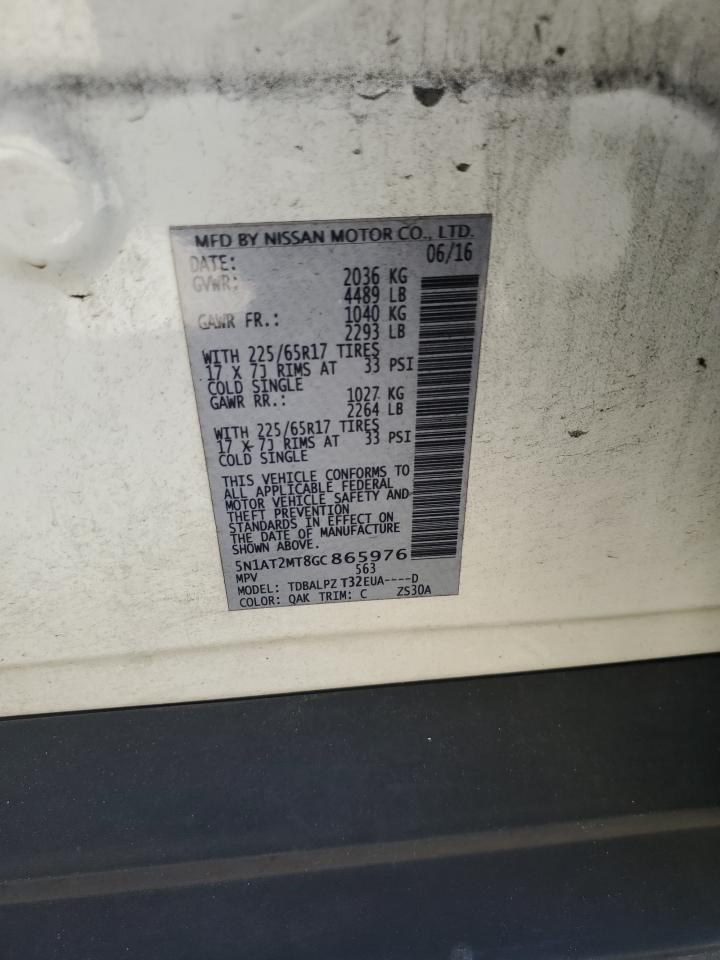 MFD BY NISSAN MOTOR CO., LTD.
DATE: 06/16
GVWR: 2036 KG
4489 LB
GAWR FR.: 1040 KG
2293 LB
WITH 225/65R17 TIRES
17 X 7J RIMS AT 33 PSI
COLD SINGLE
GAWR RR.: 1027 KG
2264 LB
WITH 225/65R17 TIRES
17 X 7J RIMS AT 33 PSI
COLD SINGLE
THIS VEHICLE CONFORMS TO
ALL APPLICABLE FEDERAL
MOTOR VEHICLE SAFETY AND
THEFT PREVENTION
STANDARDS IN EFFECT ON
THE DATE OF MANUFACTURE
SHOWN ABOVE.
5N1AT2MT8GC865976
MPV 563
MODEL: TDBALPZ T32EUA----D
COLOR: QAK TRIM: C ZS30A